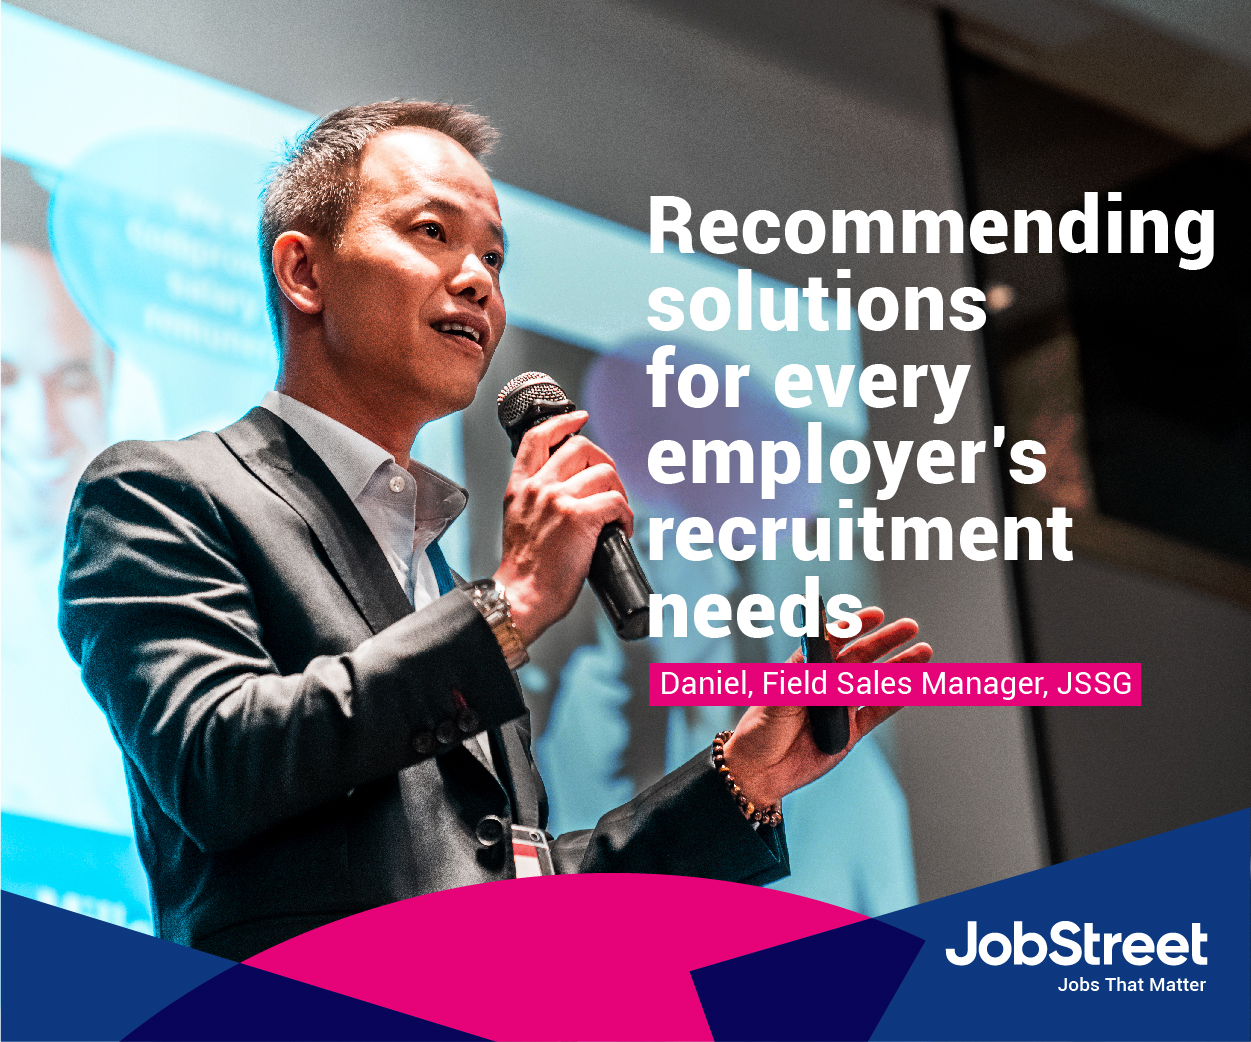 Recommending
solutions
for every
employer's
recruitment
needs
Daniel, Field Sales Manager, JSSG
JobStreet
Jobs That Matter